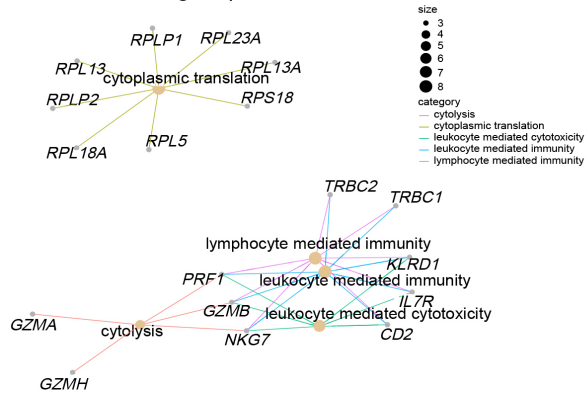 RPLP1
RPL23A
RPL13
RPL13A
cytoplasmic translation
RPLP2
RPS18
RPL18A
RPL5
size
3
4
5
6
7
8
category
cytolysis
cytoplasmic translation
leukocyte mediated cytotoxicity
leukocyte mediated immunity
lymphocyte mediated immunity
TRBC2
TRBC1
lymphocyte mediated immunity
KLRD1
PRF1
leukocyte mediated immunity
IL7R
GZMB
leukocyte mediated cytotoxicity
GZMA
cytolysis
NKG7
CD2
GZMH